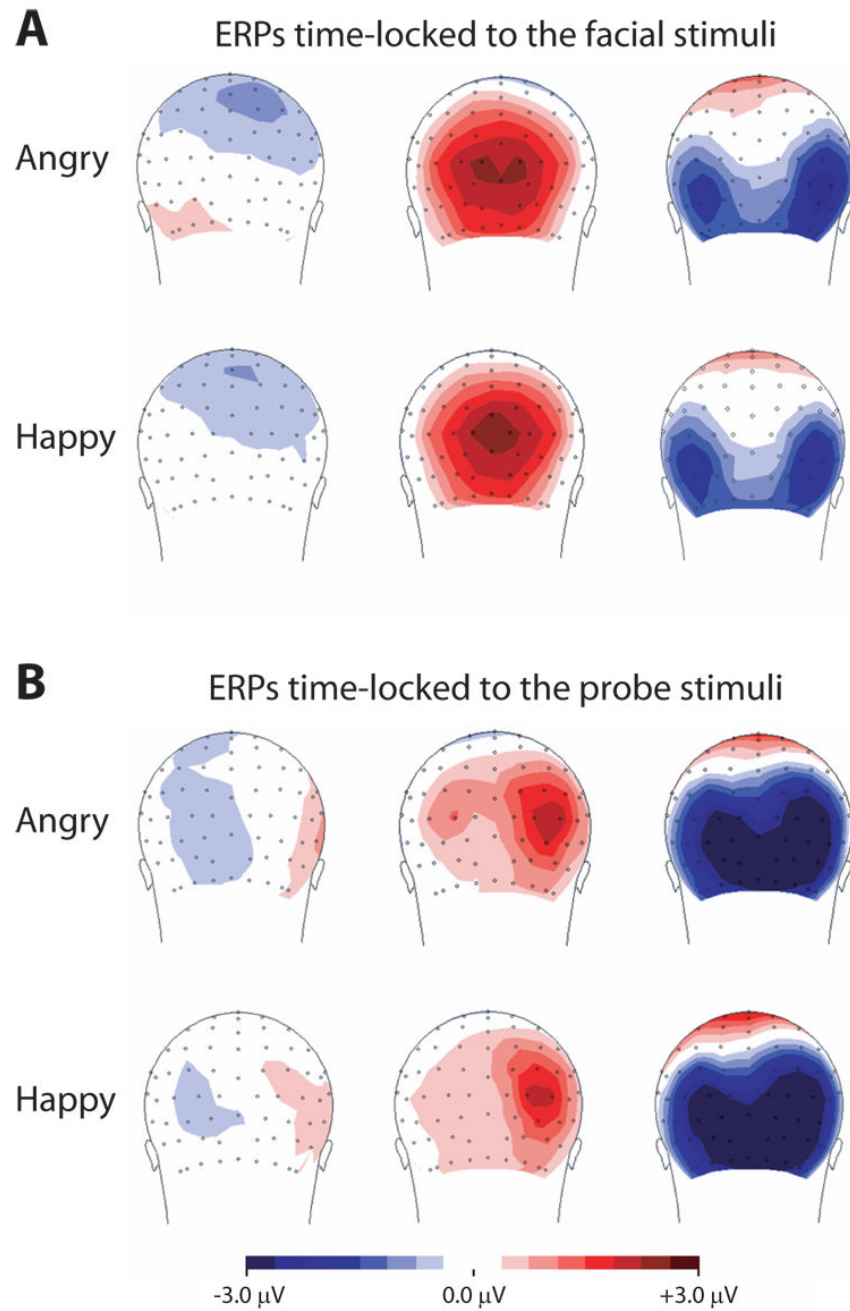 A
ERPs time-locked to the facial stimuli
Angry
Happy
B
ERPs time-locked to the probe stimuli
Angry
Happy
-3.0 μV 0.0 μV +3.0 μV